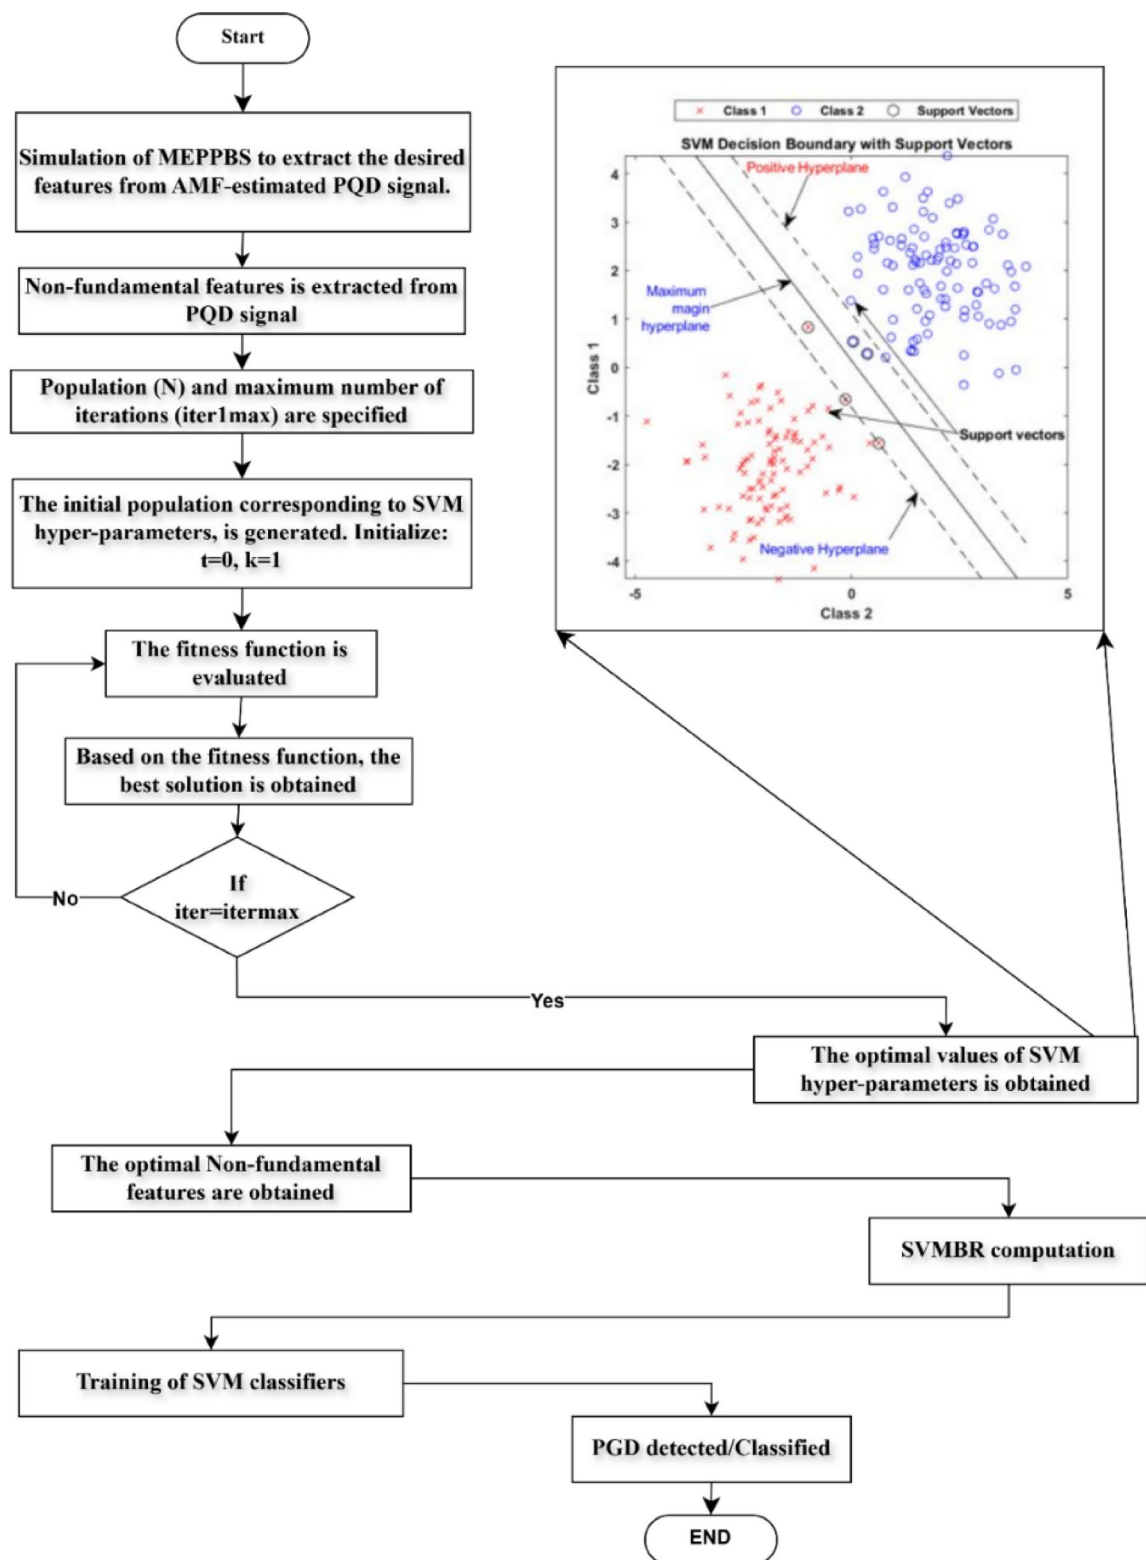 Start
Simulation of MEPPBS to extract the desired
features from AMF-estimated PQD signal.
Non-fundamental features is extracted from
PQD signal
Population (N) and maximum number of
iterations (iter1max) are specified
The initial population corresponding to SVM
hyper-parameters, is generated. Initialize:
t=0, k=1
The fitness function is
evaluated
Based on the fitness function, the
best solution is obtained
If
iter=itermax
No
Yes
Class 1
Class 2
Support Vectors
SVM Decision Boundary with Support Vectors
Positive Hyperplane
Maximum
magin
hyperplane
Support vectors
Negative Hyperplane
4
3
2
1
0
-1
-2
-3
-4
Class 1
-5
0
5
Class 2
The optimal values of SVM
hyper-parameters is obtained
The optimal Non-fundamental
features are obtained
SVMBR computation
Training of SVM classifiers
PGD detected/Classified
END